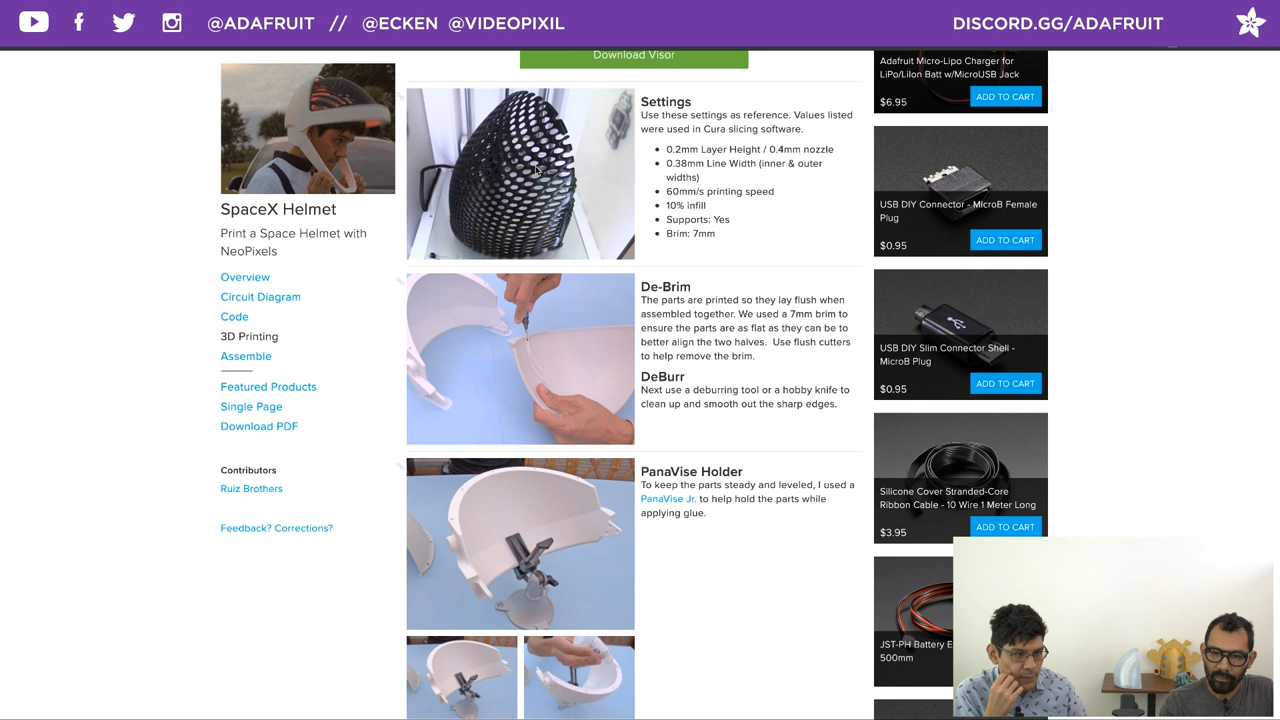 @ADAFRUIT // @ECKEN @VIDEOPIXIL
DISCORD.GG/ADAFRUIT
SpaceX Helmet
Print a Space Helmet with
NeoPixels
Overview
Circuit Diagram
Code
3D Printing
Assemble
Featured Products
Single Page
Download PDF
Contributors
Ruiz Brothers
Feedback? Corrections?
Download Visor
Settings
Use these settings as reference. Values listed
were used in Cura slicing software.
0.2mm Layer Height / 0.4mm nozzle
0.38mm Line Width (inner & outer
widths)
60mm/s printing speed
10% infill
Supports: Yes
Brim: 7mm
De-Brim
The parts are printed so they lay flush when
assembled together. We used a 7mm brim to
ensure the parts are as flat as they can be to
better align the two halves.  Use flush cutters
to help remove the brim.
DeBurr
Next use a deburring tool or a hobby knife to
clean up and smooth out the sharp edges.
PanaVise Holder
To keep the parts steady and leveled, I used a
PanaVise Jr. to help hold the parts while
applying glue.
Adafruit Micro-Lipo Charger for
LiPo/LiIon Batt w/MicroUSB Jack
$6.95
ADD TO CART
USB DIY Connector - MicroB Female
Plug
$0.95
ADD TO CART
USB DIY Slim Connector Shell -
MicroB Plug
$0.95
ADD TO CART
Silicone Cover Stranded-Core
Ribbon Cable - 10 Wire 1 Meter Long
$3.95
ADD TO CART
JST-PH Battery E
500mm